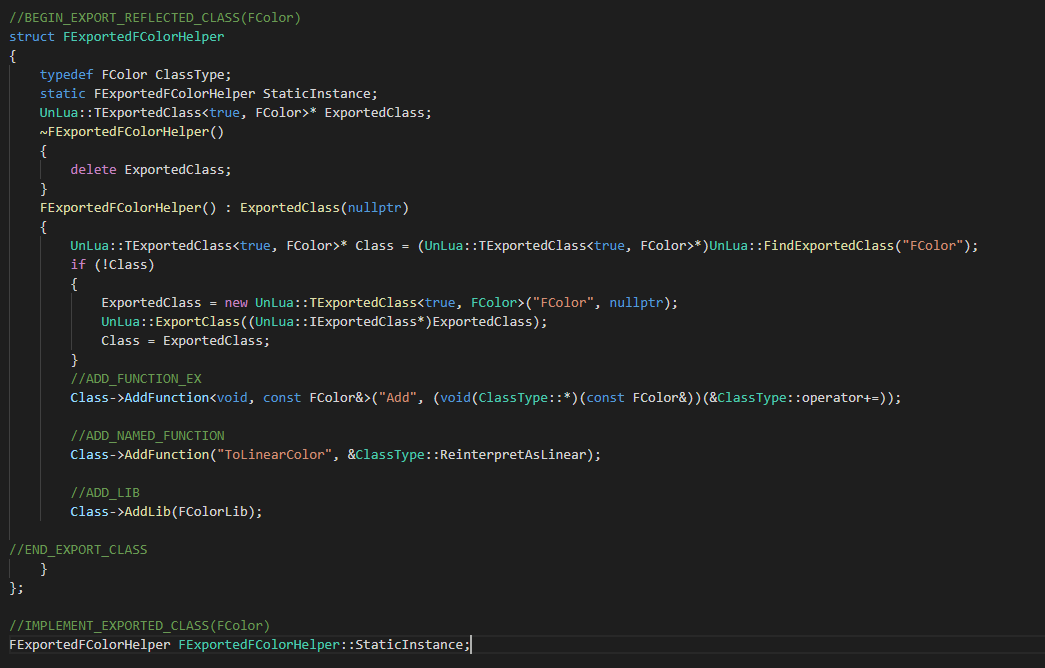 //BEGIN_EXPORT_REFLECTED_CLASS(FColor)
struct FExportedFColorHelper
{
    typedef FColor ClassType;
    static FExportedFColorHelper StaticInstance;
    UnLua::TExportedClass<true, FColor>* ExportedClass;
    ~FExportedFColorHelper()
    {
        delete ExportedClass;
    }
    FExportedFColorHelper() : ExportedClass(nullptr)
    {
        UnLua::TExportedClass<true, FColor>* Class = (UnLua::TExportedClass<true, FColor>*)UnLua::FindExportedClass("FColor");
        if (!Class)
        {
            ExportedClass = new UnLua::TExportedClass<true, FColor>("FColor", nullptr);
            UnLua::ExportClass((UnLua::IExportedClass*)ExportedClass);
            Class = ExportedClass;
        }
        //ADD_FUNCTION_EX
        Class->AddFunction<void, const FColor&>("Add", (void(ClassType::*)(const FColor&))(&ClassType::operator+=));

        //ADD_NAMED_FUNCTION
        Class->AddFunction("ToLinearColor", &ClassType::ReinterpretAsLinear);

        //ADD_LIB
        Class->AddLib(FColorLib);

//END_EXPORT_CLASS
    }
};

//IMPLEMENT_EXPORTED_CLASS(FColor)
FExportedFColorHelper FExportedFColorHelper::StaticInstance;